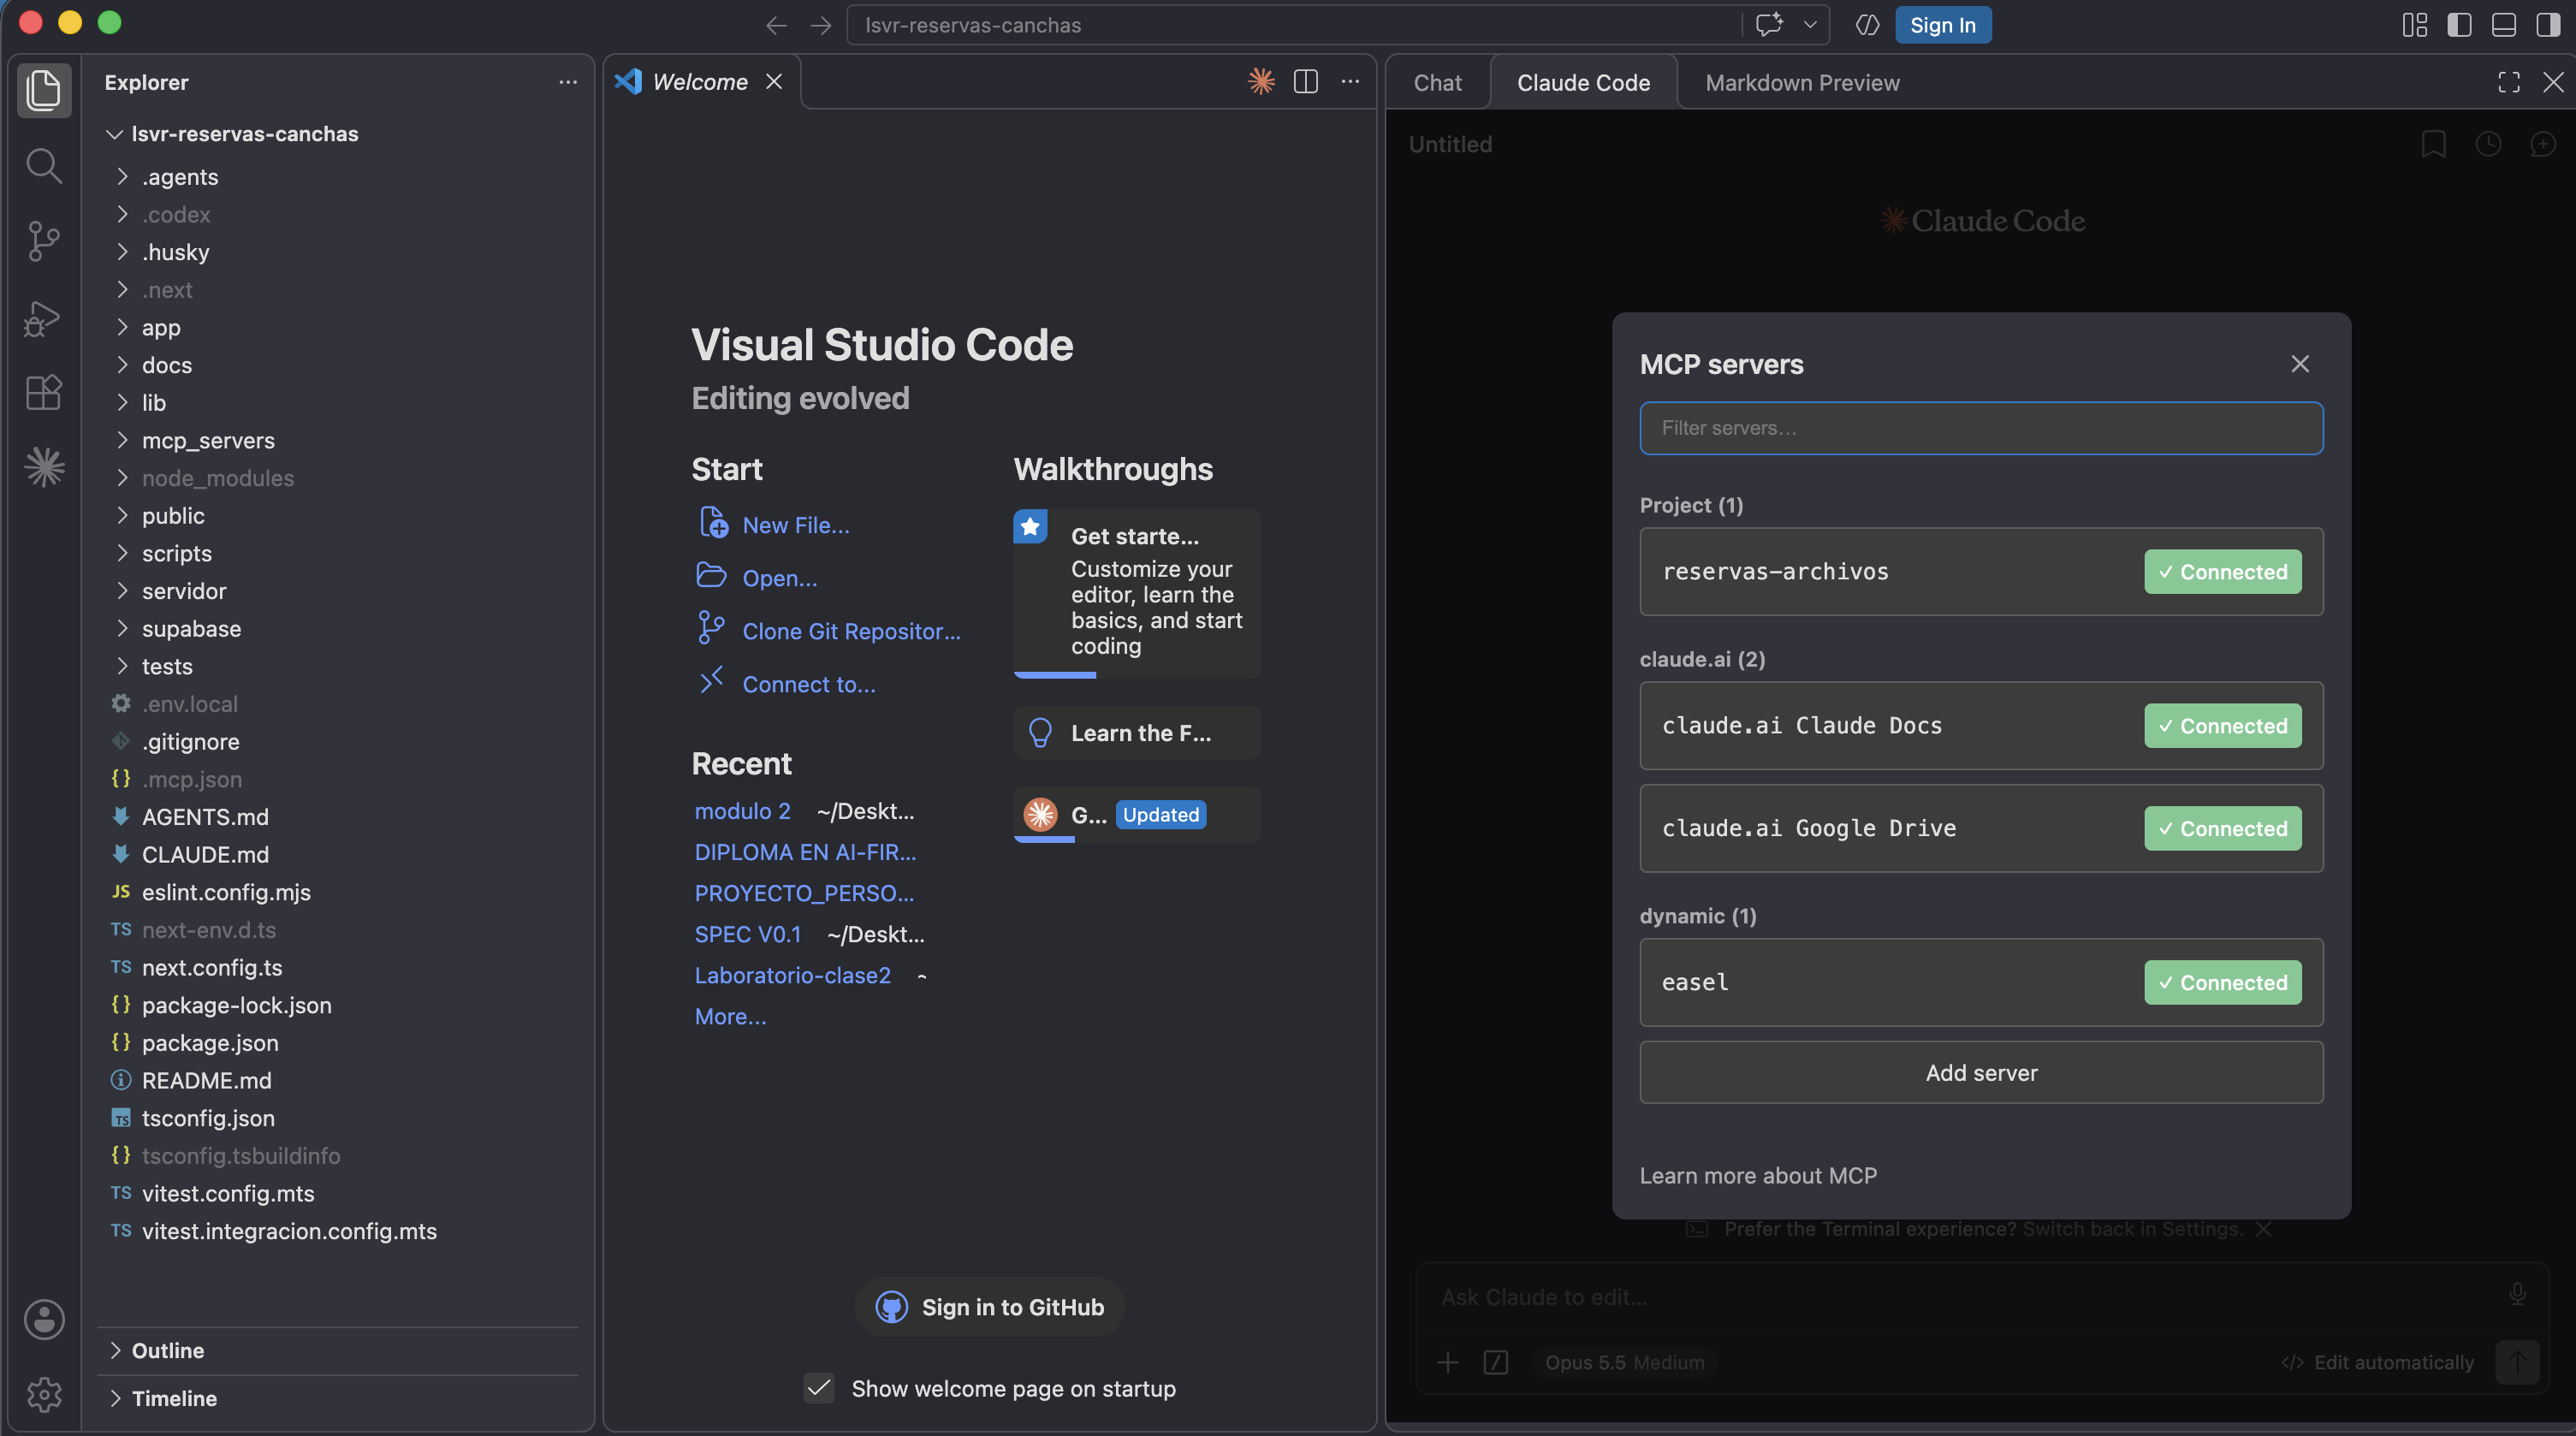 lsvr-reservas-canchas
Sign In
Explorer
lsvr-reservas-canchas
.agents
.codex
.husky
.next
app
docs
lib
mcp_servers
node_modules
public
scripts
servidor
supabase
tests
.env.local
.gitignore
.mcp.json
AGENTS.md
CLAUDE.md
JS eslint.config.mjs
TS next-env.d.ts
TS next.config.ts
package-lock.json
package.json
README.md
TS tsconfig.json
tsconfig.tsbuildinfo
TS vitest.config.mts
TS vitest.integracion.config.mts
Outline
Timeline
Welcome
Visual Studio Code
Editing evolved
Start
New File...
Open...
Clone Git Repositor...
Connect to...
Recent
modulo 2 ~/Deskt...
DIPLOMA EN AI-FIR...
PROYECTO_PERSO...
SPEC V0.1 ~/Deskt...
Laboratorio-clase2 ~
More...
Walkthroughs
Get starte...
Customize your
editor, learn the
basics, and start
coding
Learn the F...
G... Updated
Sign in to GitHub
Show welcome page on startup
Chat
Claude Code
Markdown Preview
Untitled
Claude Code
MCP servers
Filter servers...
Project (1)
reservas-archivos ✓ Connected
claude.ai (2)
claude.ai Claude Docs ✓ Connected
claude.ai Google Drive ✓ Connected
dynamic (1)
easel ✓ Connected
Add server
Learn more about MCP
Prefer the Terminal experience? Switch back in Settings.
Ask Claude to edit...
Opus 5.5 Medium
Edit automatically